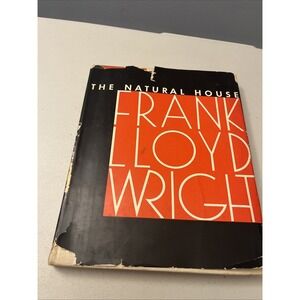 THE NATURAL HOUSE
FRANK
LLOYD
WRIGHT